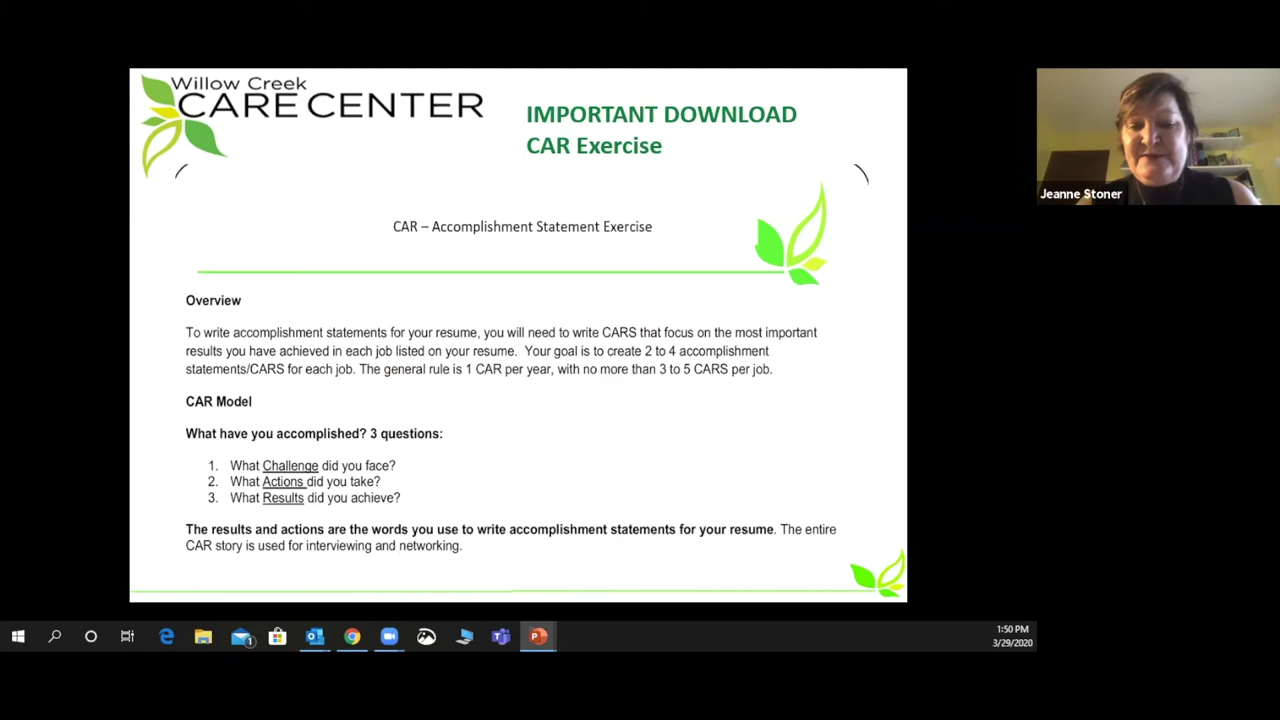 Willow Creek
CARE CENTER
IMPORTANT DOWNLOAD
CAR Exercise
CAR – Accomplishment Statement Exercise
Overview
To write accomplishment statements for your resume, you will need to write CARS that focus on the most important
results you have achieved in each job listed on your resume.  Your goal is to create 2 to 4 accomplishment
statements/CARS for each job. The general rule is 1 CAR per year, with no more than 3 to 5 CARS per job.
CAR Model
What have you accomplished? 3 questions:
1. What Challenge did you face?
2. What Actions did you take?
3. What Results did you achieve?
The results and actions are the words you use to write accomplishment statements for your resume. The entire
CAR story is used for interviewing and networking.
Jeanne Stoner
1
1:50 PM
3/29/2020